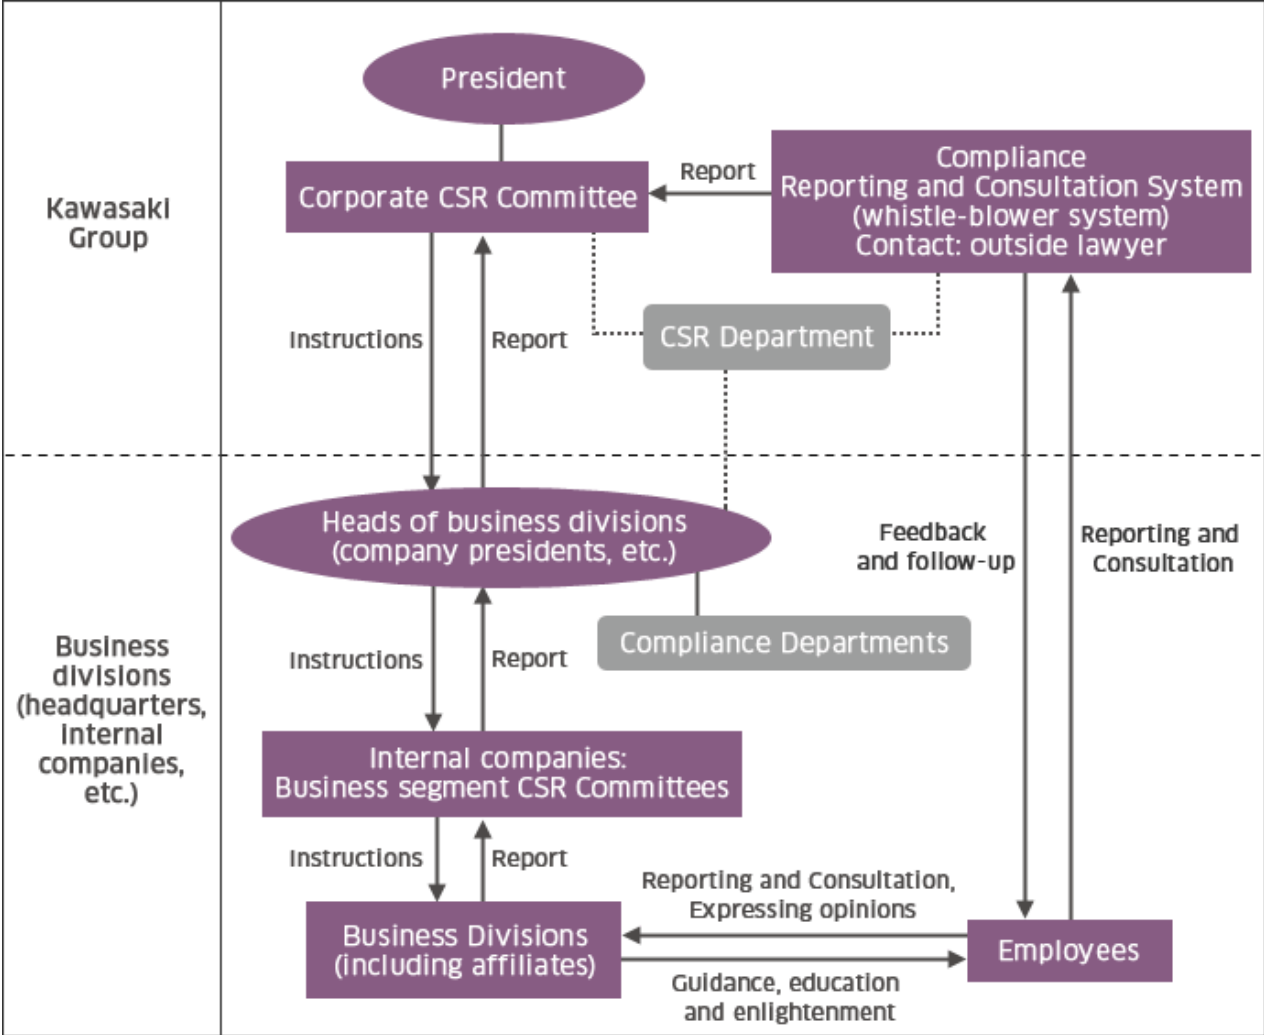 President
Compliance
Reporting and Consultation System
(whistle-blower system)
Contact: outside lawyer
Report
Corporate CSR Committee
Kawasaki
Group
CSR Department
Instructions
Report
Heads of business divisions
(company presidents, etc.)
Feedback
and follow-up
Reporting and
Consultation
Compliance Departments
Business
divisions
(headquarters,
internal
companies,
etc.)
Instructions
Report
Internal companies:
Business segment CSR Committees
Instructions
Report
Reporting and Consultation,
Expressing opinions
Business Divisions
(including affiliates)
Employees
Guidance, education
and enlightenment